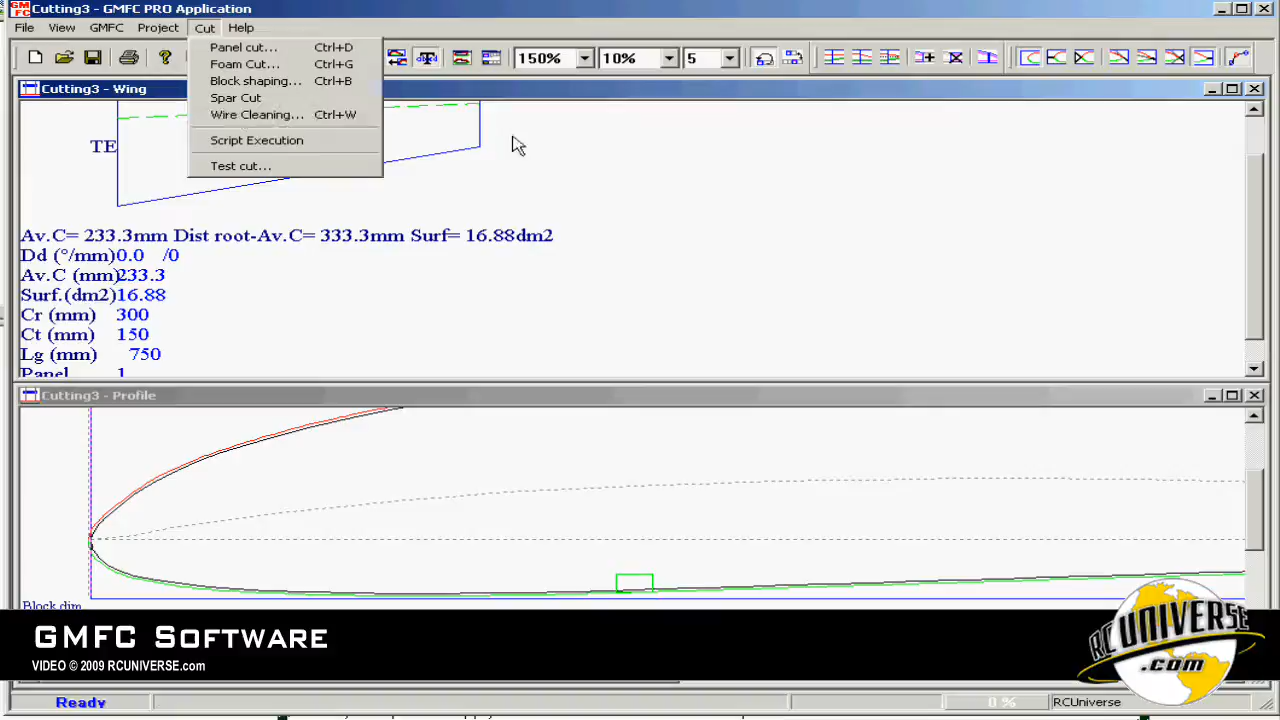 GM
FC
Cutting3 - GMFC PRO Application
File View GMFC Project Cut Help
Panel cut... Ctrl+D
Foam Cut... Ctrl+G
Block shaping... Ctrl+B
Spar Cut
Wire Cleaning... Ctrl+W
Script Execution
Test cut...
150% 10% 5
Cutting3 - Wing
TE
Av.C= 233.3mm Dist root-Av.C= 333.3mm Surf= 16.88dm2
Dd (°/mm)0.0 /0
Av.C (mm)233.3
Surf.(dm2)16.88
Cr (mm) 300
Ct (mm) 150
Lg (mm) 750
Panel 1
Cutting3 - Profile
Block dim
GMFC Software
VIDEO © 2009 RCUNIVERSE.com
RC UNIVERSE
.com
Ready 0 % RCUniverse